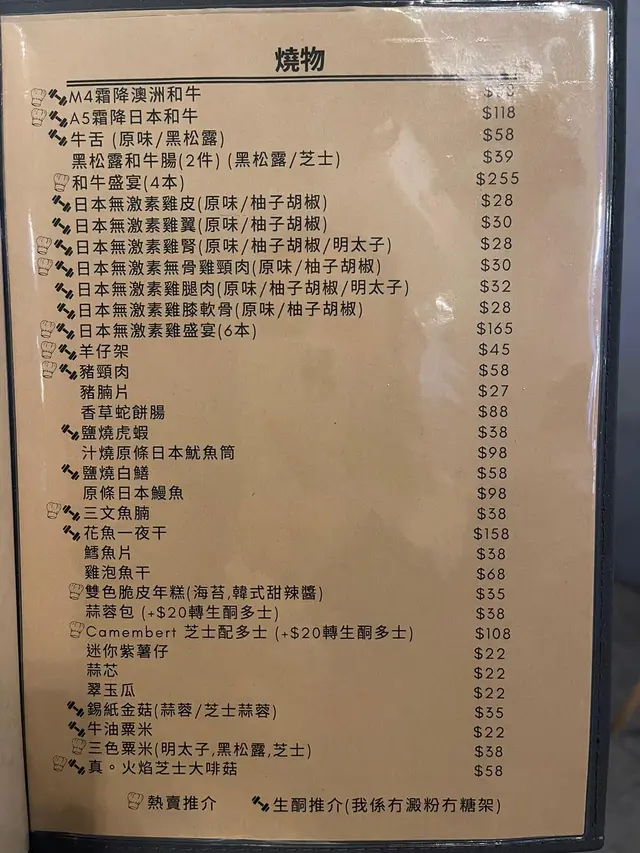 燒物
M4霜降澳洲和牛
A5霜降日本和牛 $118
牛舌 (原味/黑松露) $58
黑松露和牛腸(2件) (黑松露/芝士) $39
和牛盛宴(4本) $255
日本無激素雞皮(原味/柚子胡椒) $28
日本無激素雞翼(原味/柚子胡椒) $30
日本無激素雞腎(原味/柚子胡椒/明太子) $28
日本無激素無骨雞頸肉(原味/柚子胡椒) $30
日本無激素雞腿肉(原味/柚子胡椒/明太子) $32
日本無激素雞膝軟骨(原味/柚子胡椒) $28
日本無激素雞盛宴(6本) $165
羊仔架 $45
豬頸肉 $58
豬腩片 $27
香草蛇餅腸 $88
鹽燒虎蝦 $38
汁燒原條日本魷魚筒 $98
鹽燒白鱔 $58
原條日本鰻魚 $98
三文魚腩 $38
花魚一夜干 $158
鱈魚片 $38
雞泡魚干 $68
雙色脆皮年糕(海苔,韓式甜辣醬) $35
蒜蓉包 (+$20轉生酮多士) $38
Camembert 芝士配多士 (+$20轉生酮多士) $108
迷你紫薯仔 $22
蒜芯 $22
翠玉瓜 $22
錫紙金菇(蒜蓉/芝士蒜蓉) $35
牛油粟米 $22
三色粟米(明太子,黑松露,芝士) $38
真。火焰芝士大啡菇 $58
熱賣推介 生酮推介(我係冇澱粉冇糖架)